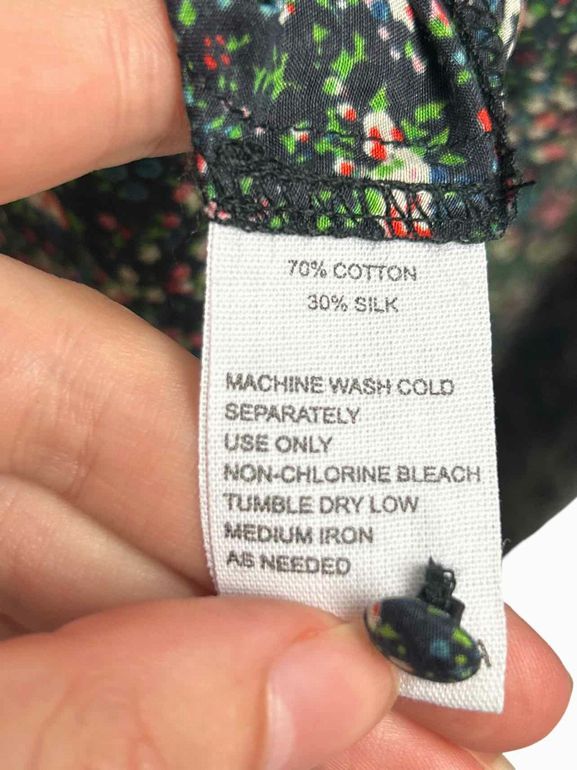 70% COTTON
30% SILK
MACHINE WASH COLD
SEPARATELY
USE ONLY
NON-CHLORINE BLEACH
TUMBLE DRY LOW
MEDIUM IRON
AS NEEDED